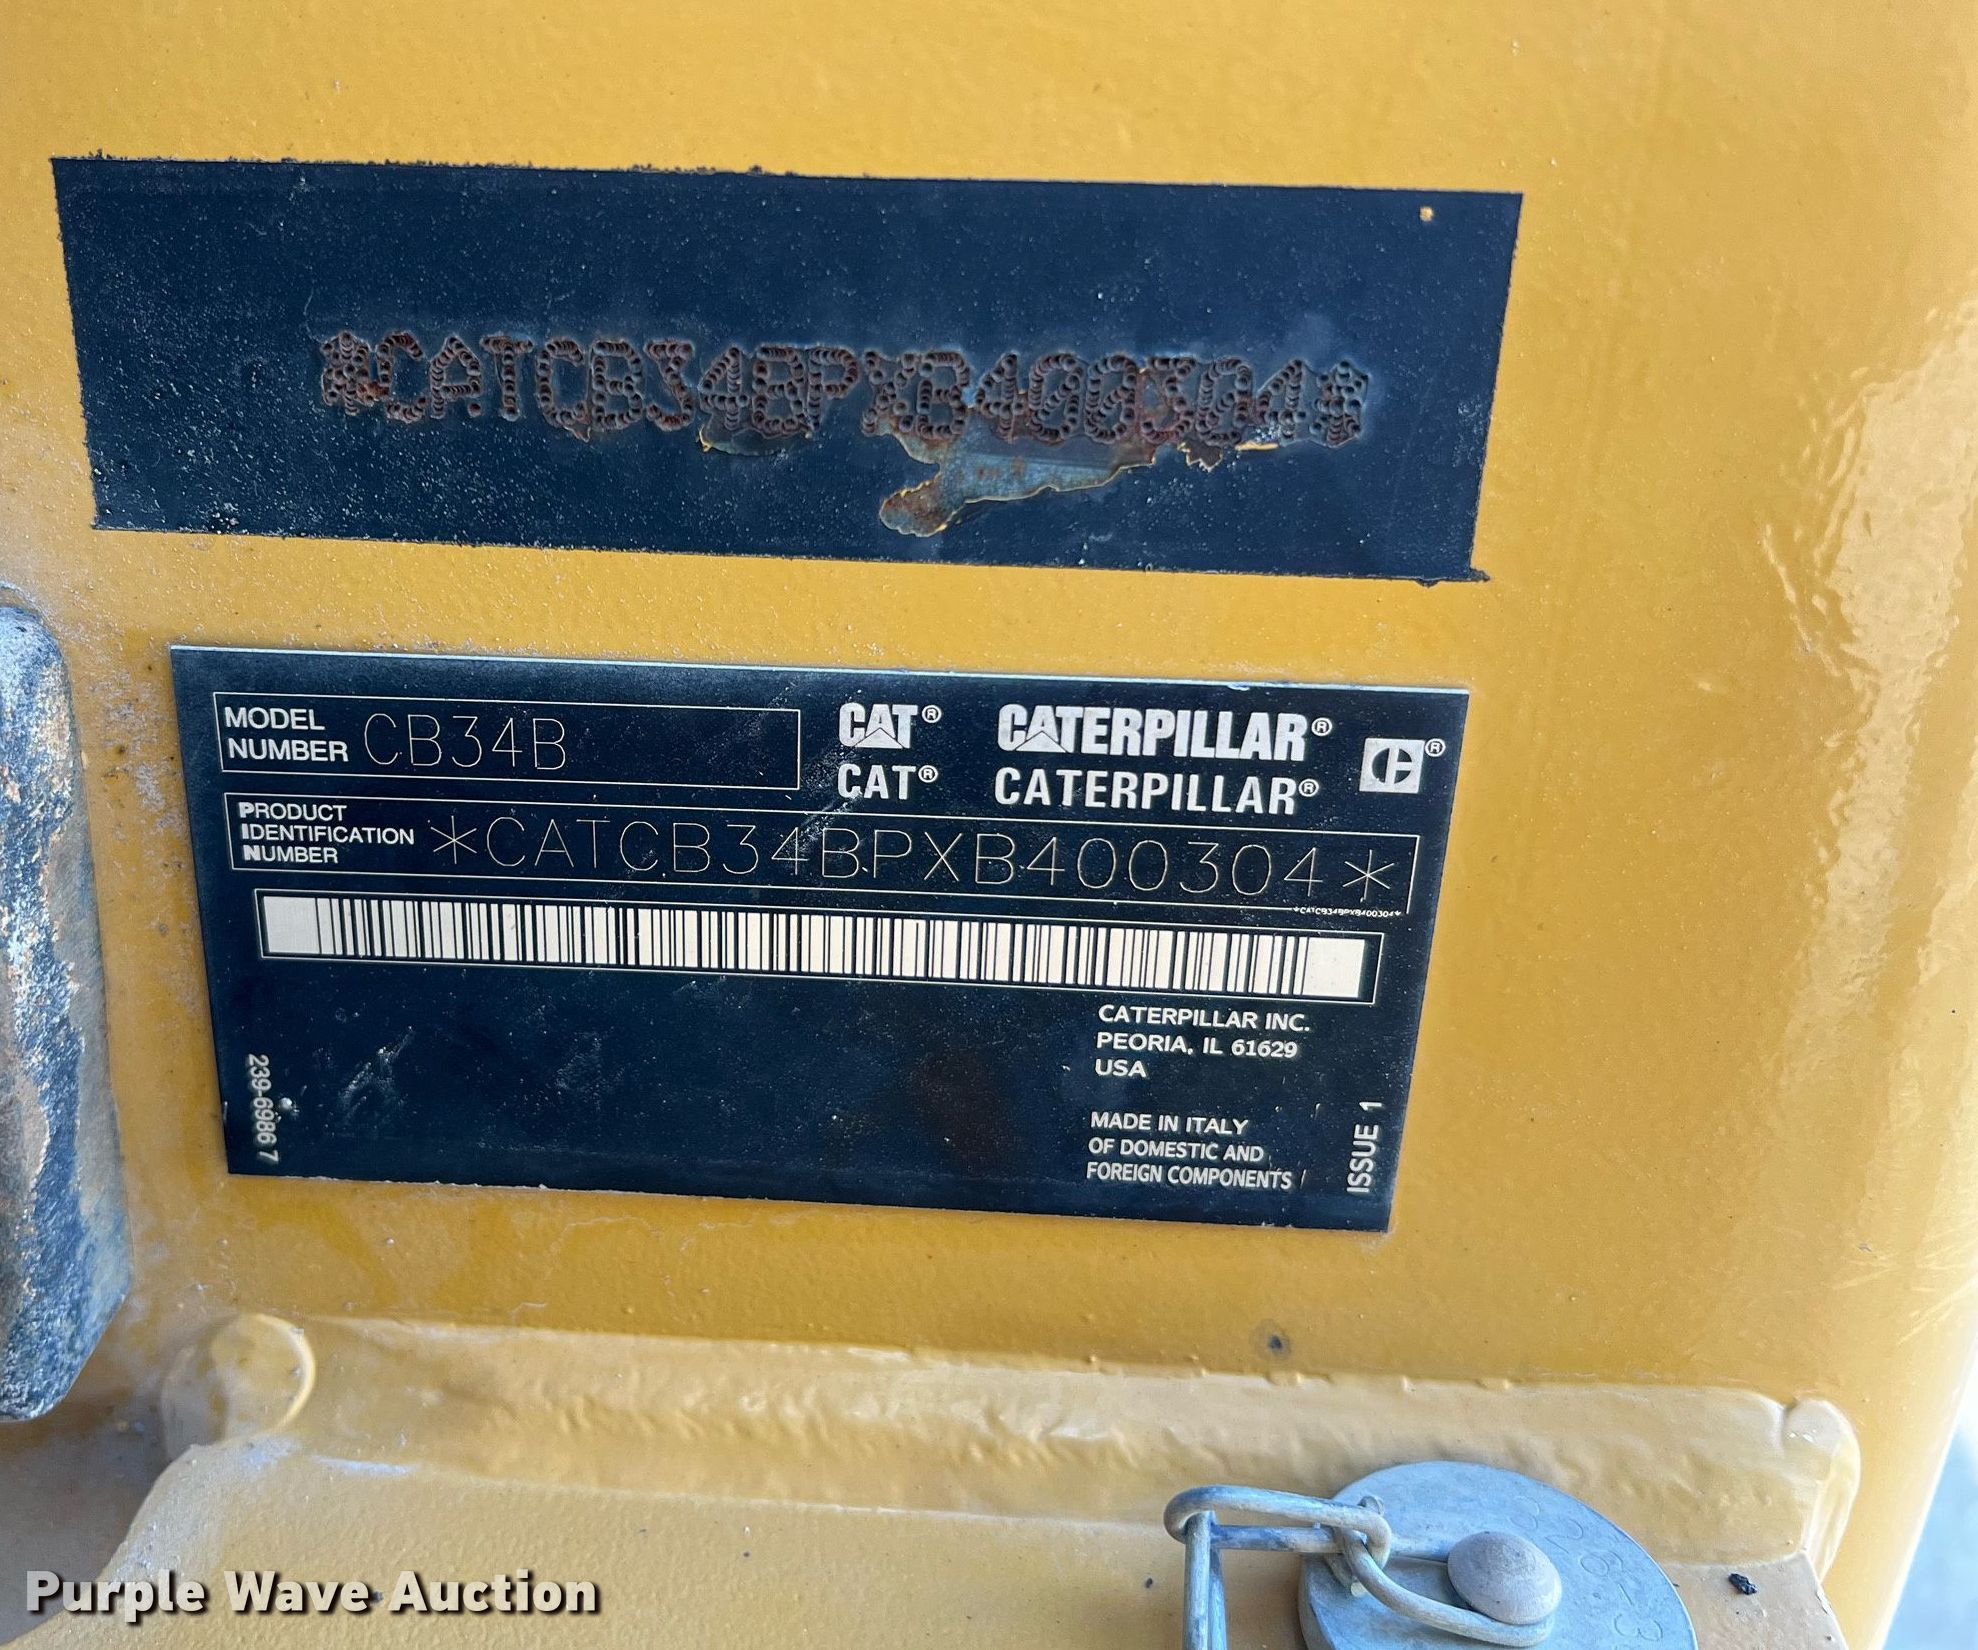 *CATCB34BPXB400304*
MODEL NUMBER CB34B
CAT® CATERPILLAR®
CAT® CATERPILLAR®
PRODUCT IDENTIFICATION NUMBER *CATCB34BPXB400304*
*CATCB34BPXB400304*
CATERPILLAR INC.
PEORIA, IL 61629
USA
MADE IN ITALY
OF DOMESTIC AND
FOREIGN COMPONENTS
239-6986 7
ISSUE 1
Purple Wave Auction